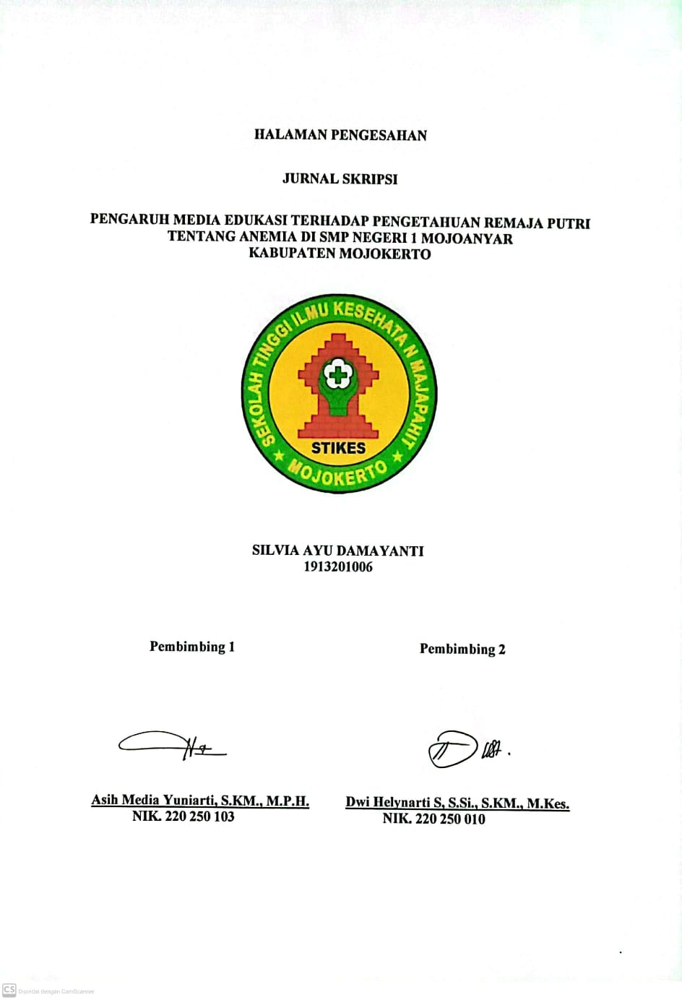 HALAMAN PENGESAHAN
JURNAL SKRIPSI
PENGARUH MEDIA EDUKASI TERHADAP PENGETAHUAN REMAJA PUTRI
TENTANG ANEMIA DI SMP NEGERI 1 MOJOANYAR
KABUPATEN MOJOKERTO
SEKOLAH TINGGI ILMU KESEHATA N MAJAPAHIT
STIKES
★ MOJOKERTO ★
SILVIA AYU DAMAYANTI
1913201006
Pembimbing 1 Pembimbing 2
Asih Media Yuniarti, S.KM., M.P.H. Dwi Helynarti S, S.Si., S.KM., M.Kes.
NIK. 220 250 103 NIK. 220 250 010
CS Dipindai dengan CamScanner